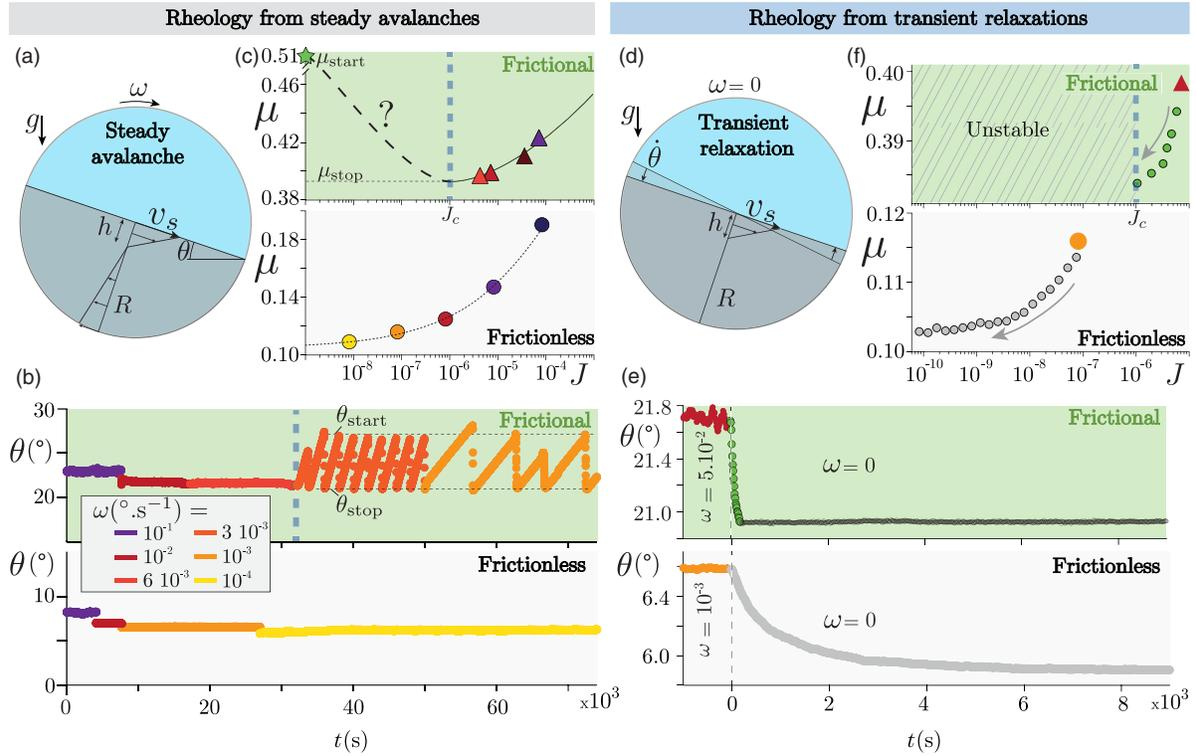 Rheology from steady avalanches
Rheology from transient relaxations
(a)
ω
g
Steady
avalanche
h
v_s
θ
R
(c)
0.51
μ_start
Frictional
0.46
μ
?
0.42
μ_stop
0.38
J_c
0.18
μ
0.14
0.10
Frictionless
10^-8
10^-7
10^-6
10^-5
10^-4
J
(d)
ω= 0
g
Transient
relaxation
θ̇
h
v_s
R
(f)
0.40
Frictional
μ
Unstable
0.39
J_c
0.12
μ
0.11
0.10
Frictionless
10^-10
10^-9
10^-8
10^-7
10^-6
J
(b)
30
θ(°)
20
θ_start
θ_stop
Frictional
ω(°.s^-1) =
10^-1
3 10^-3
10^-2
10^-3
6 10^-3
10^-4
θ(°)
Frictionless
10
0
0
20
40
60
x10^3
t(s)
(e)
21.8
θ(°)
Frictional
21.4
ω = 5.10^-2
ω= 0
21.0
θ(°)
Frictionless
6.4
ω = 10^-3
ω= 0
6.0
0
2
4
6
8
x10^3
t(s)